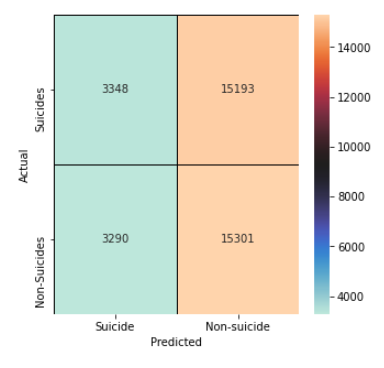 14000
Suicides
3348
15193
12000
Actual
10000
8000
Non-Suicides
3290
15301
6000
4000
Suicide
Non-suicide
Predicted